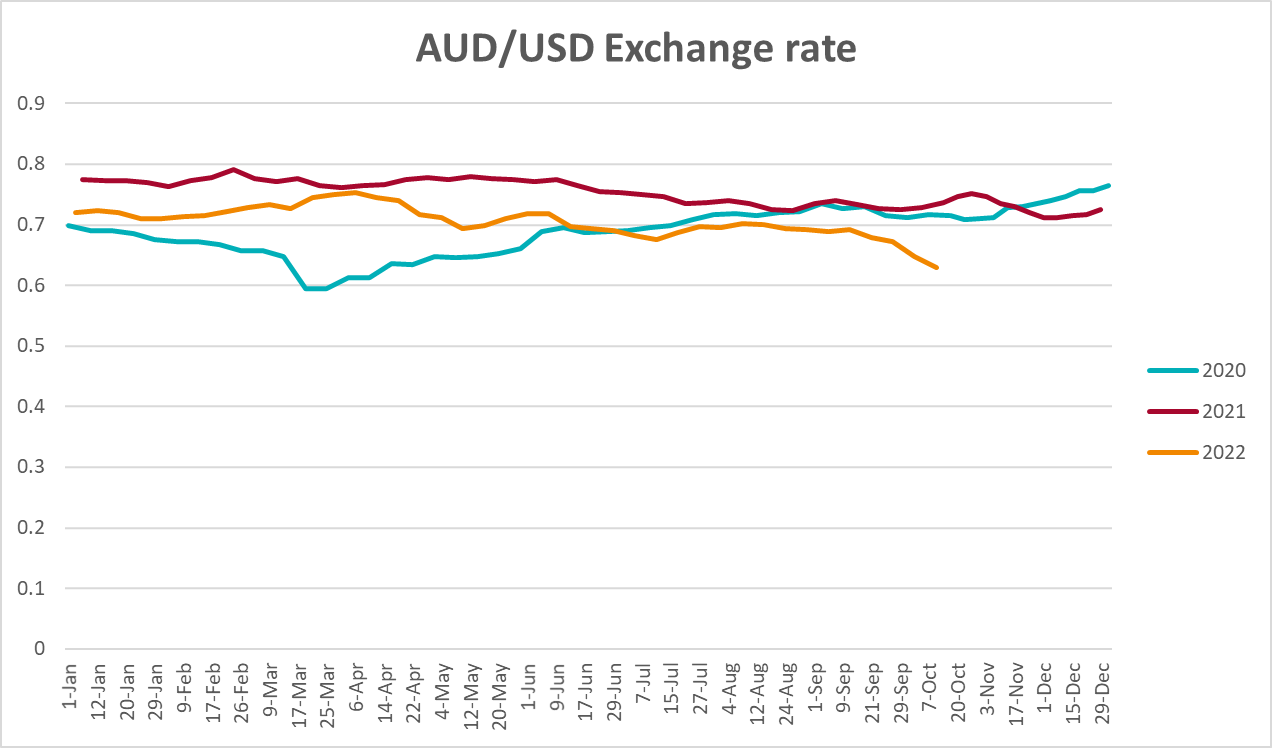 AUD/USD Exchange rate
0.9
0.8
0.7
0.6
0.5
0.4
0.3
0.2
0.1
0
1-Jan
12-Jan
20-Jan
29-Jan
9-Feb
17-Feb
26-Feb
9-Mar
17-Mar
25-Mar
6-Apr
14-Apr
22-Apr
4-May
12-May
20-May
1-Jun
9-Jun
17-Jun
29-Jun
7-Jul
15-Jul
27-Jul
4-Aug
12-Aug
24-Aug
1-Sep
9-Sep
21-Sep
29-Sep
7-Oct
20-Oct
3-Nov
17-Nov
1-Dec
15-Dec
29-Dec
2020
2021
2022